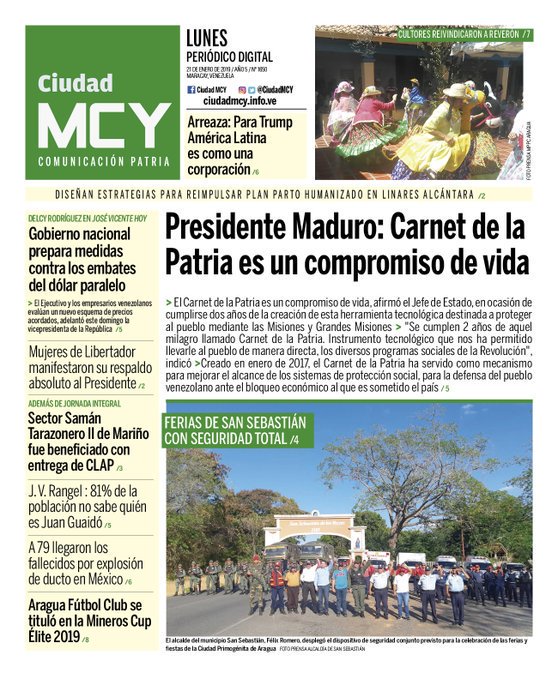 Ciudad
MCY
COMUNICACIÓN PATRIA
LUNES
PERIÓDICO DIGITAL
21 DE ENERO DE 2019 / AÑO 5 / Nº 1650
MARACAY, VENEZUELA
Ciudad MCY @CiudadMCY
ciudadmcy.info.ve
Arreaza: Para Trump
América Latina
es como una
corporación /6
CULTORES REIVINDICARON A REVERÓN /7
FOTO PRENSA MPPC ARAGUA
DISEÑAN ESTRATEGIAS PARA REIMPULSAR PLAN PARTO HUMANIZADO EN LINARES ALCÁNTARA /2
DELCY RODRÍGUEZ EN JOSÉ VICENTE HOY
Gobierno nacional
prepara medidas
contra los embates
del dólar paralelo
> El Ejecutivo y los empresarios venezolanos
evalúan un nuevo esquema de precios
acordados, adelantó este domingo la
vicepresidenta de la República /5
Mujeres de Libertador
manifestaron su respaldo
absoluto al Presidente /2
ADEMÁS DE JORNADA INTEGRAL
Sector Samán
Tarazonero II de Mariño
fue beneficiado con
entrega de CLAP /3
J. V. Rangel : 81% de la
población no sabe quién
es Juan Guaidó /5
A 79 llegaron los
fallecidos por explosión
de ducto en México /6
Aragua Fútbol Club se
tituló en la Mineros Cup
Élite 2019 /8
Presidente Maduro: Carnet de la
Patria es un compromiso de vida
> El Carnet de la Patria es un compromiso de vida, afirmó el Jefe de Estado, en ocasión de
cumplirse dos años de la creación de esta herramienta tecnológica destinada a proteger
al pueblo mediante las Misiones y Grandes Misiones > "Se cumplen 2 años de aquel
milagro llamado Carnet de la Patria. Instrumento tecnológico que nos ha permitido
llevarle al pueblo de manera directa, los diversos programas sociales de la Revolución",
indicó >Creado en enero de 2017, el Carnet de la Patria ha servido como mecanismo
para mejorar el alcance de los sistemas de protección social, para la defensa del pueblo
venezolano ante el bloqueo económico al que es sometido el país / 5
FERIAS DE SAN SEBASTIÁN
CON SEGURIDAD TOTAL /4
El alcalde del municipio San Sebastián, Félix Romero, desplegó el dispositivo de seguridad conjunto previsto para la celebración de las ferias y
fiestas de la Ciudad Primogénita de Aragua FOTO PRENSA ALCALDÍA DE SAN SEBASTIÁN